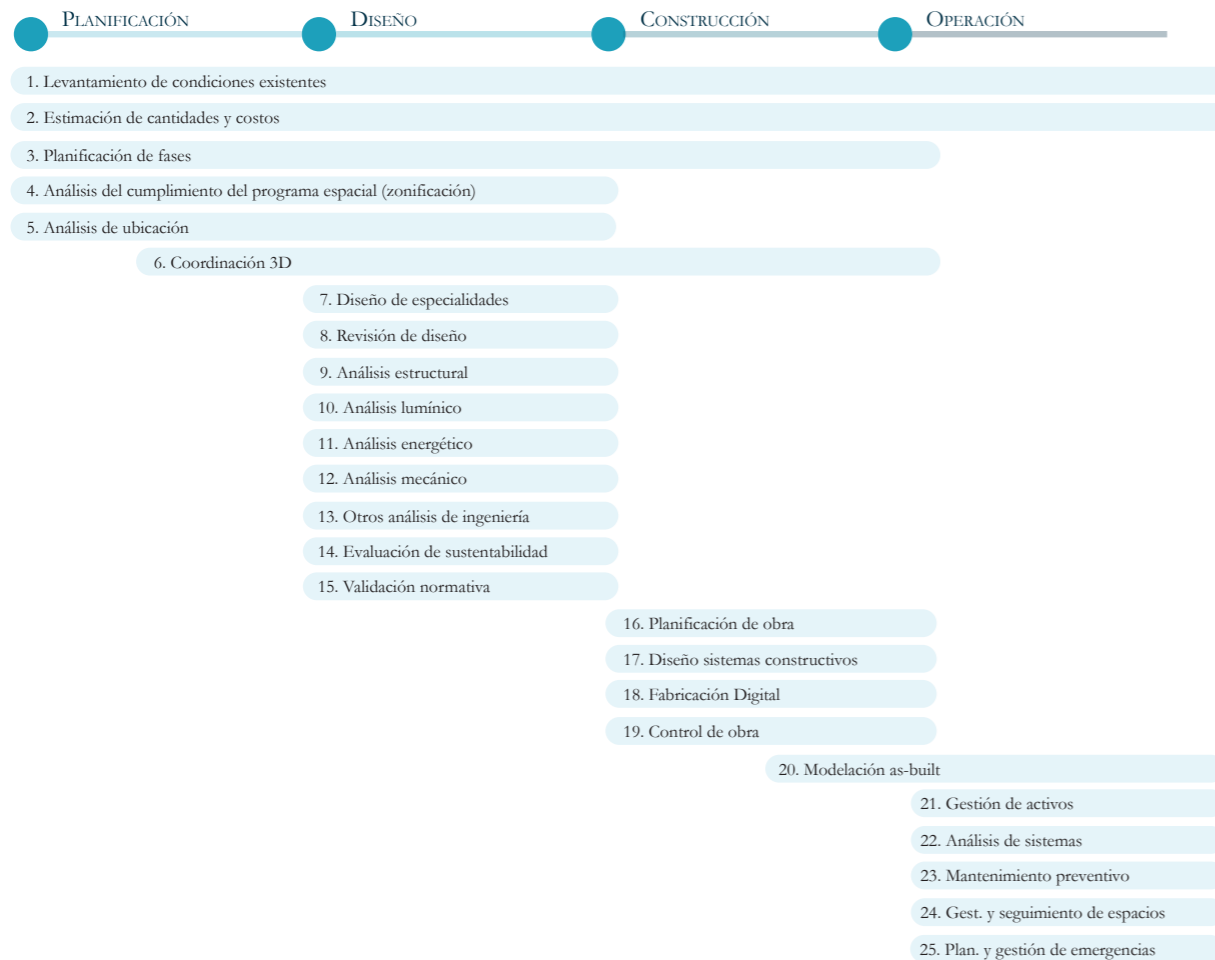 Planificación
Diseño
Construcción
Operación
1. Levantamiento de condiciones existentes
2. Estimación de cantidades y costos
3. Planificación de fases
4. Análisis del cumplimiento del programa espacial (zonificación)
5. Análisis de ubicación
6. Coordinación 3D
7. Diseño de especialidades
8. Revisión de diseño
9. Análisis estructural
10. Análisis lumínico
11. Análisis energético
12. Análisis mecánico
13. Otros análisis de ingeniería
14. Evaluación de sustentabilidad
15. Validación normativa
16. Planificación de obra
17. Diseño sistemas constructivos
18. Fabricación Digital
19. Control de obra
20. Modelación as-built
21. Gestión de activos
22. Análisis de sistemas
23. Mantenimiento preventivo
24. Gest. y seguimiento de espacios
25. Plan. y gestión de emergencias